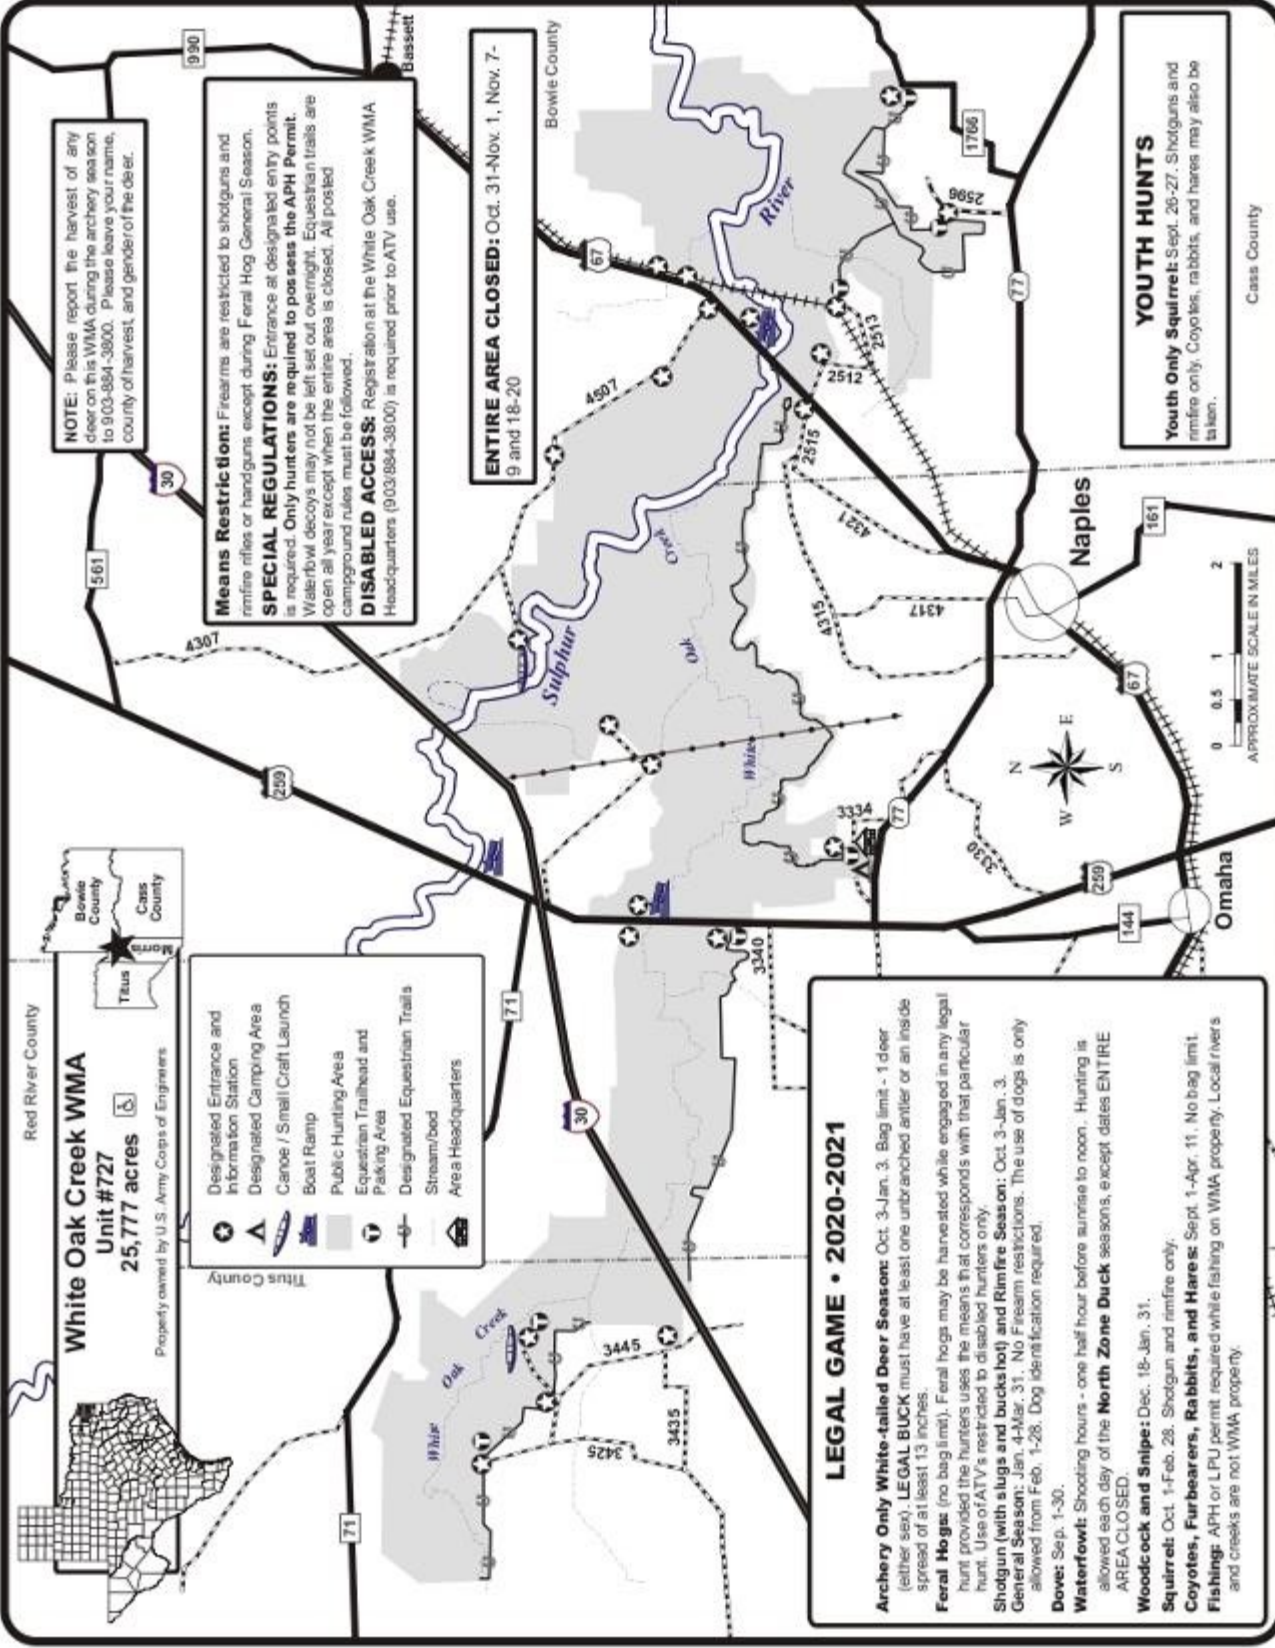 Red River County
White Oak Creek WMA
Unit #727
25,777 acres
Property owned by U.S. Army Corps of Engineers
Bowie
County
Cass
County
Titus
Morris
Designated Entrance and
Information Station
Designated Camping Area
Canoe / Small Craft Launch
Boat Ramp
Public Hunting Area
Equestrian Trailhead and
Parking Area
Designated Equestrian Trails
Stream/bed
Area Headquarters
Titus County
NOTE: Please report the harvest of any
deer on this WMA during the archery season
to 903-884-3800. Please leave your name,
county of harvest, and gender of the deer.
Means Restriction: Firearms are restricted to shotguns and
rimfire rifles or handguns except during Feral Hog General Season.
SPECIAL REGULATIONS: Entrance at designated entry points
is required. Only hunters are required to possess the APH Permit.
Waterfowl decoys may not be left set out overnight. Equestrian trails are
open all year except when the entire area is closed. All posted
campground rules must be followed.
DISABLED ACCESS: Registration at the White Oak Creek WMA
Headquarters (903/884-3800) is required prior to ATV use.
ENTIRE AREA CLOSED: Oct. 31-Nov. 1, Nov. 7-
9 and 18-20
Bowie County
Bassett
990
561
30
259
4307
4507
67
71
71
30
Sulphur
River
White
Oak
Creek
White
Oak
Creek
3425
3435
3445
3340
3334
77
3330
259
144
Omaha
67
Naples
161
4315
4317
4321
2515
2512
2513
2596
1766
77
N
E
S
W
0
0.5
1
2
APPROXIMATE SCALE IN MILES
Cass County
LEGAL GAME • 2020-2021
Archery Only White-tailed Deer Season: Oct. 3-Jan. 3. Bag limit - 1 deer
(either sex). LEGAL BUCK must have at least one unbranched antler or an inside
spread of at least 13 inches.
Feral Hogs: (no bag limit). Feral hogs may be harvested while engaged in any legal
hunt provided the hunters uses the means that corresponds with that particular
hunt. Use of ATV's restricted to disabled hunters only.
Shotgun (with slugs and buckshot) and Rimfire Season: Oct. 3-Jan. 3.
General Season: Jan. 4-Mar. 31. No Firearm restrictions. The use of dogs is only
allowed from Feb. 1-28. Dog identification required.
Dove: Sep. 1-30.
Waterfowl: Shooting hours - one half hour before sunrise to noon. Hunting is
allowed each day of the North Zone Duck seasons, except dates ENTIRE
AREA CLOSED.
Woodcock and Snipe: Dec. 18-Jan. 31.
Squirrel: Oct. 1-Feb. 28. Shotgun and rimfire only.
Coyotes, Furbearers, Rabbits, and Hares: Sept. 1-Apr. 11. No bag limit.
Fishing: APH or LPU permit required while fishing on WMA property. Local rivers
and creeks are not WMA property.
YOUTH HUNTS
Youth Only Squirrel: Sept. 26-27. Shotguns and
rimfire only. Coyotes, rabbits, and hares may also be
taken.